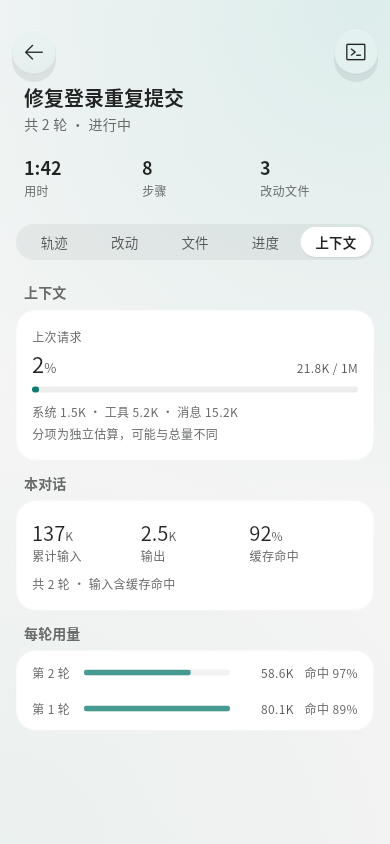 修复登录重复提交
共 2 轮 · 进行中
1:42 8 3
用时 步骤 改动文件
轨迹 改动 文件 进度 上下文
上下文
上次请求
2% 21.8K / 1M
系统 1.5K · 工具 5.2K · 消息 15.2K
分项为独立估算，可能与总量不同
本对话
137K 2.5K 92%
累计输入 输出 缓存命中
共 2 轮 · 输入含缓存命中
每轮用量
第 2 轮 58.6K 命中 97%
第 1 轮 80.1K 命中 89%